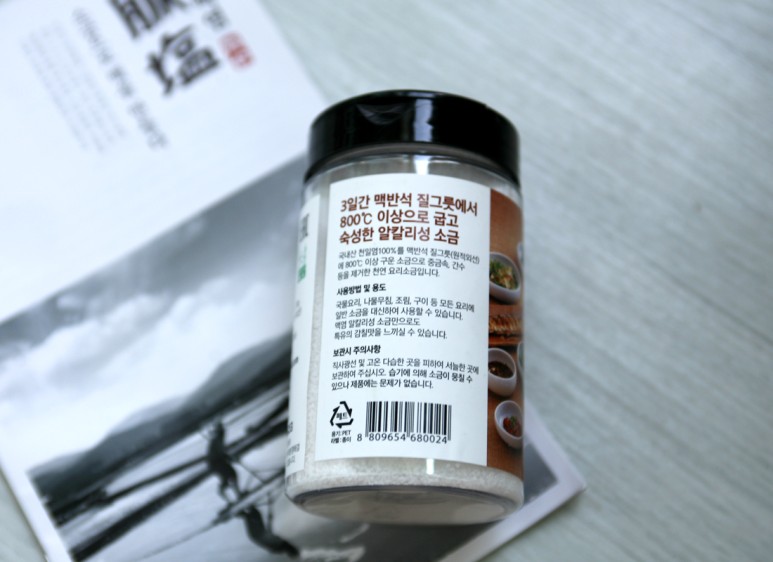 塩
3일간 맥반석 질그릇에서
800℃ 이상으로 굽고
숙성한 알칼리성 소금
국내산 천일염100%를 맥반석 질그릇(원적외선)
에 800℃ 이상 구운 소금으로 중금속, 간수
등을 제거한 천연 요리소금입니다.
사용방법 및 용도
국물요리, 나물무침, 조림, 구이 등 모든 요리에
일반 소금을 대신하여 사용할 수 있습니다.
맥염 알칼리성 소금만으로도
특유의 감칠맛을 느끼실 수 있습니다.
보관시 주의사항
직사광선 및 고온 다습한 곳을 피하여 서늘한 곳에
보관하여 주십시오. 습기에 의해 소금이 뭉칠 수
있으나 제품에는 문제가 없습니다.
페트
용기:PET
라벨:종이
8 809654 680024